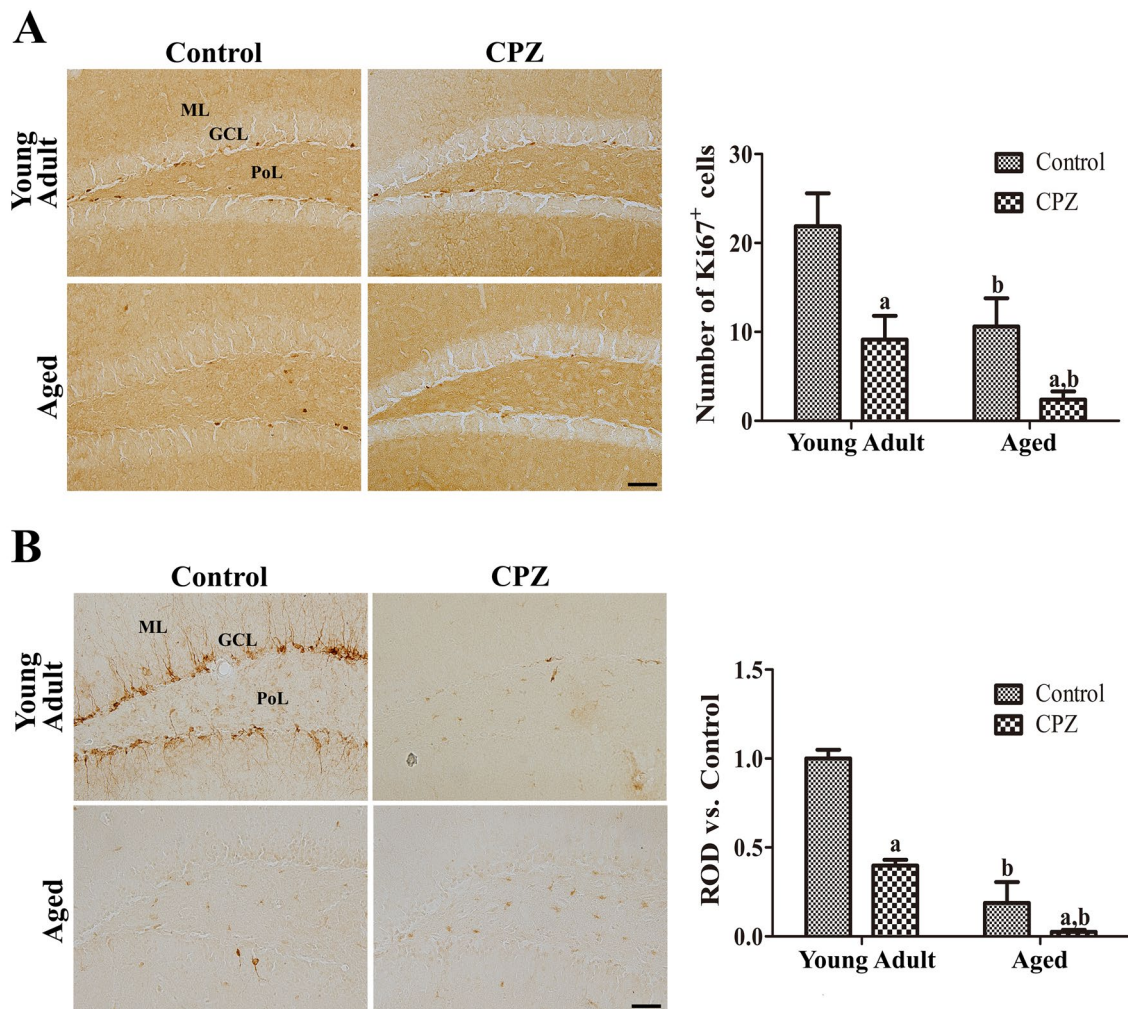 A
Control
CPZ
Young
Adult
ML
GCL
PoL
Aged
Number of Ki67+ cells
30
20
10
0
Control
CPZ
a
b
a,b
Young Adult
Aged
B
Control
CPZ
Young
Adult
ML
GCL
PoL
Aged
ROD vs. Control
1.5
1.0
0.5
0.0
Control
CPZ
a
b
a,b
Young Adult
Aged